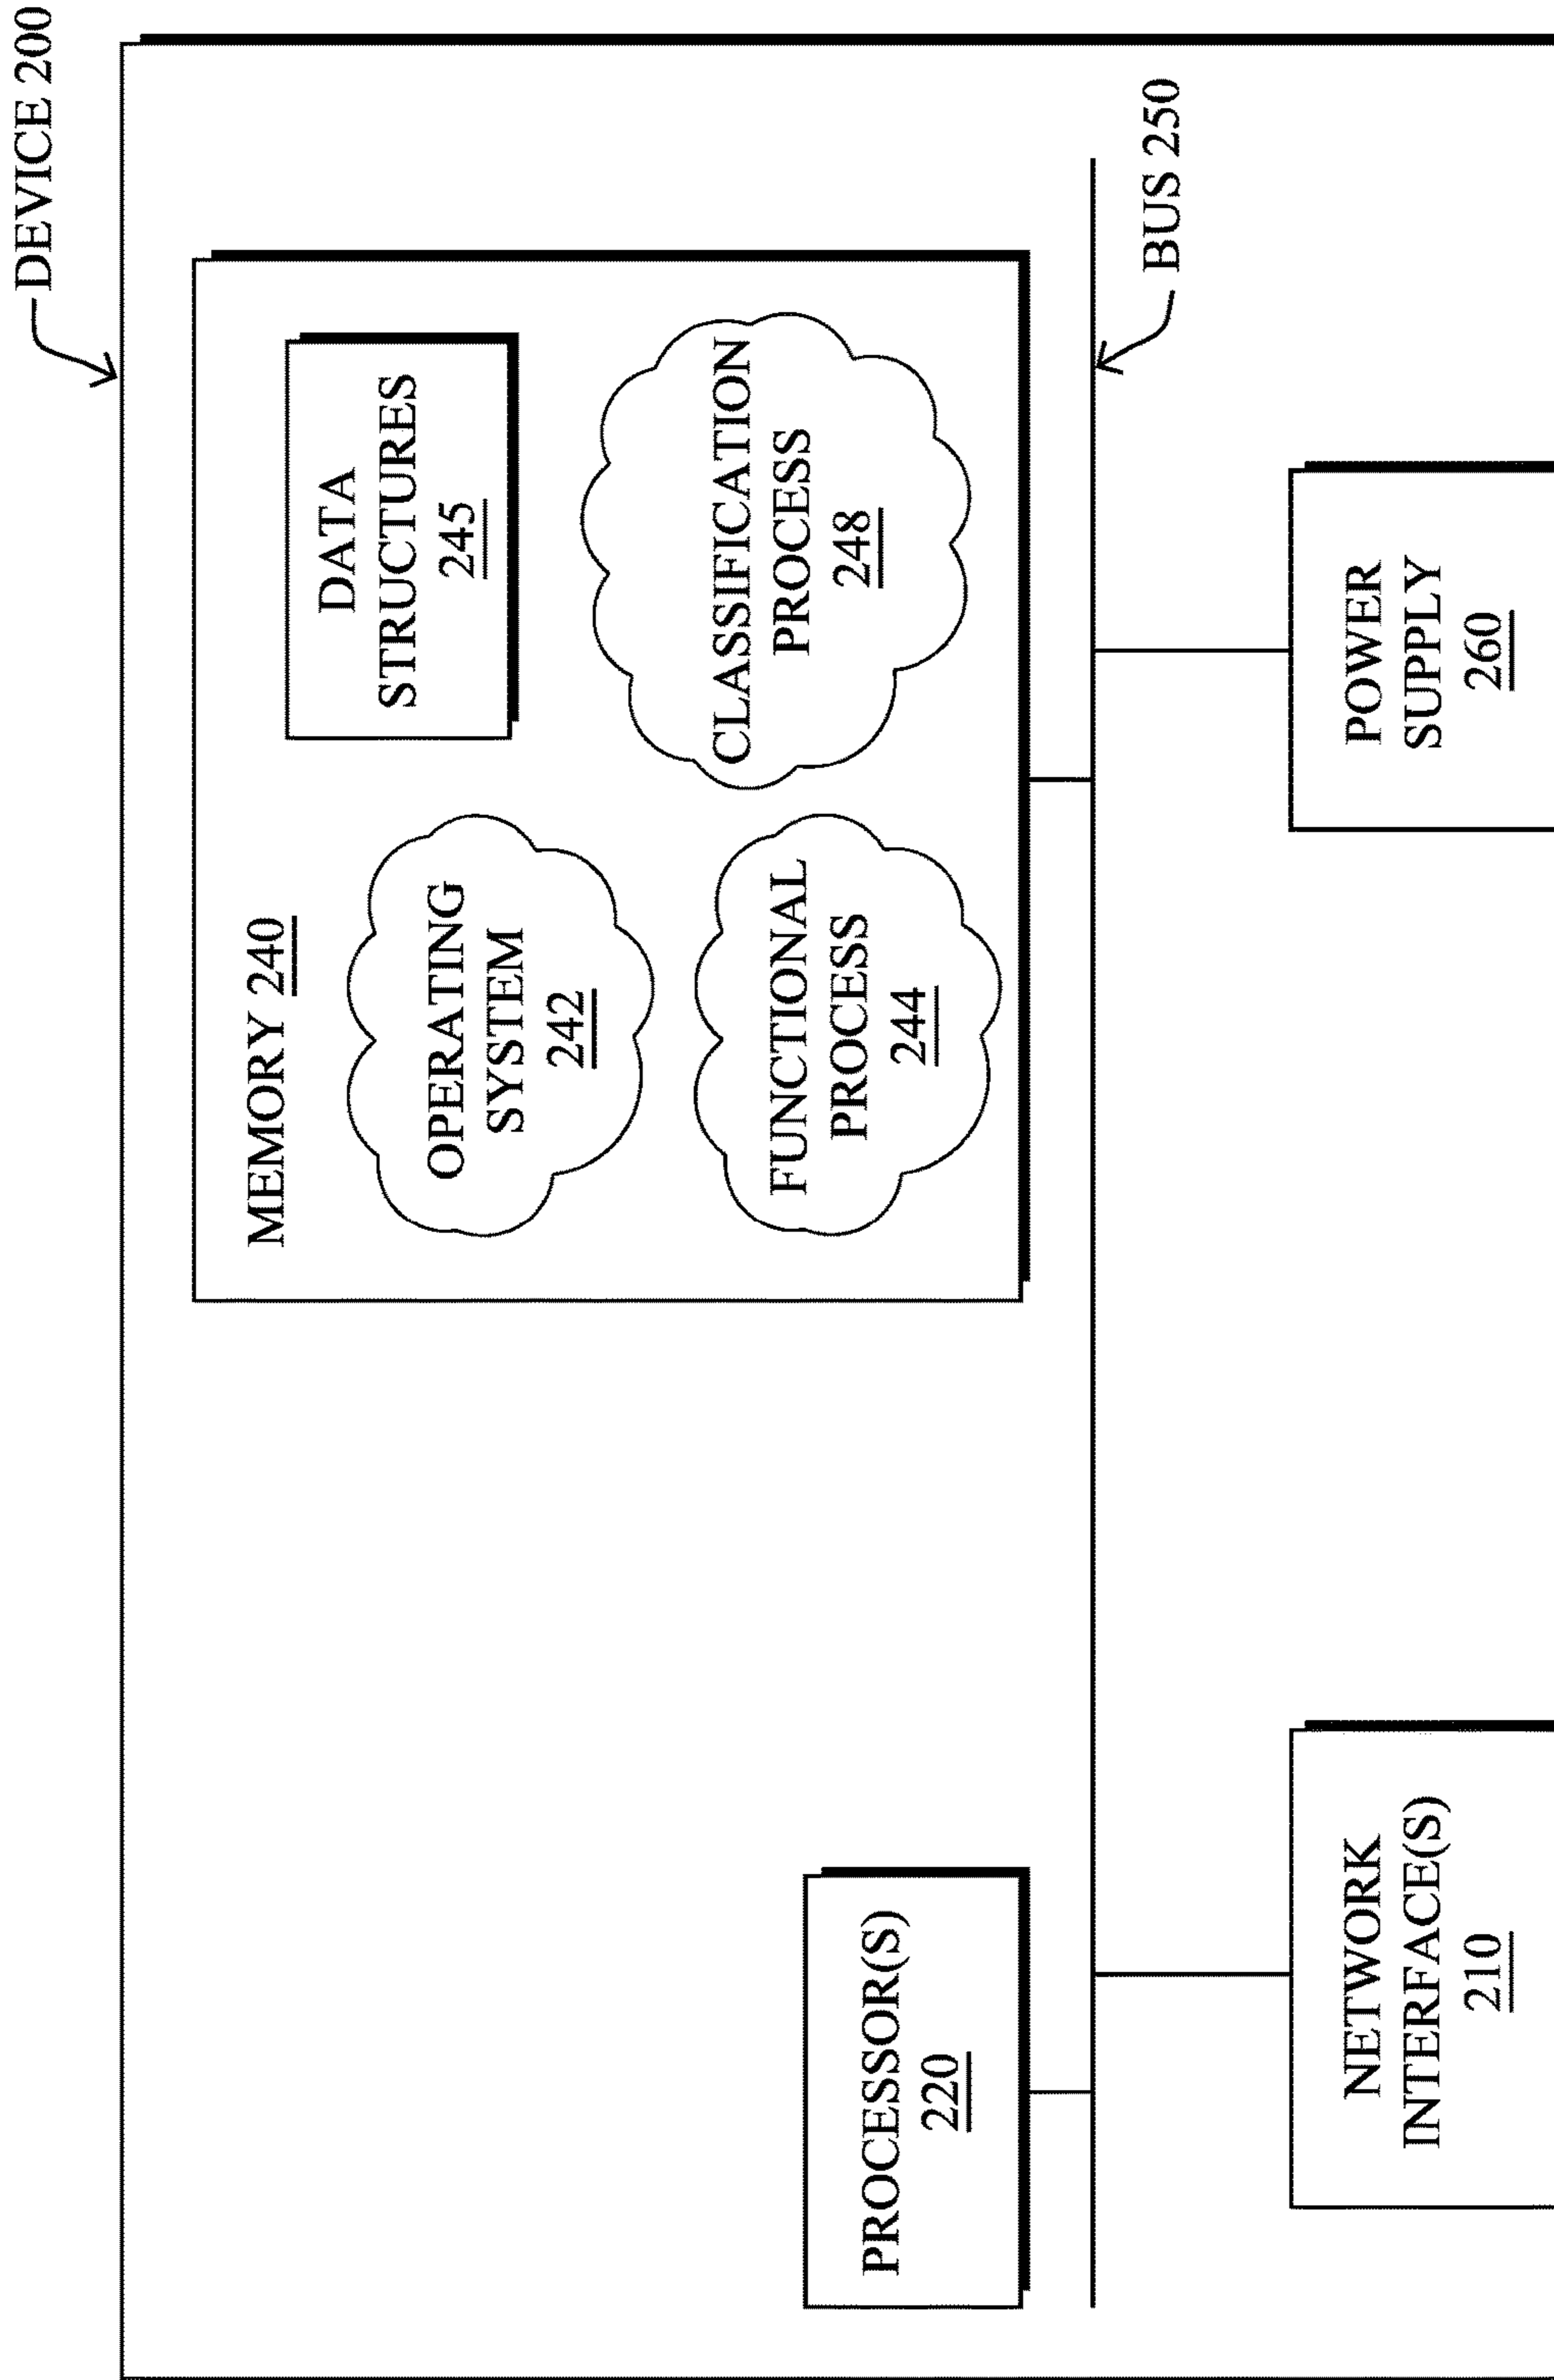 DEVICE 200
MEMORY 240
OPERATING
SYSTEM
242
DATA
STRUCTURES
245
FUNCTIONAL
PROCESS
244
CLASSIFICATION
PROCESS
248
PROCESSOR(S)
220
BUS 250
NETWORK
INTERFACE(S)
210
POWER
SUPPLY
260